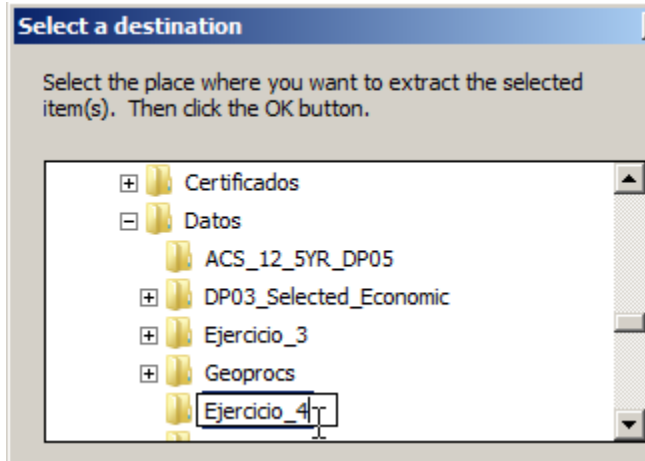 Select a destination
Select the place where you want to extract the selected
item(s). Then click the OK button.
Certificados
Datos
ACS_12_5YR_DP05
DP03_Selected_Economic
Ejercicio_3
Geoprocs
Ejercicio_4